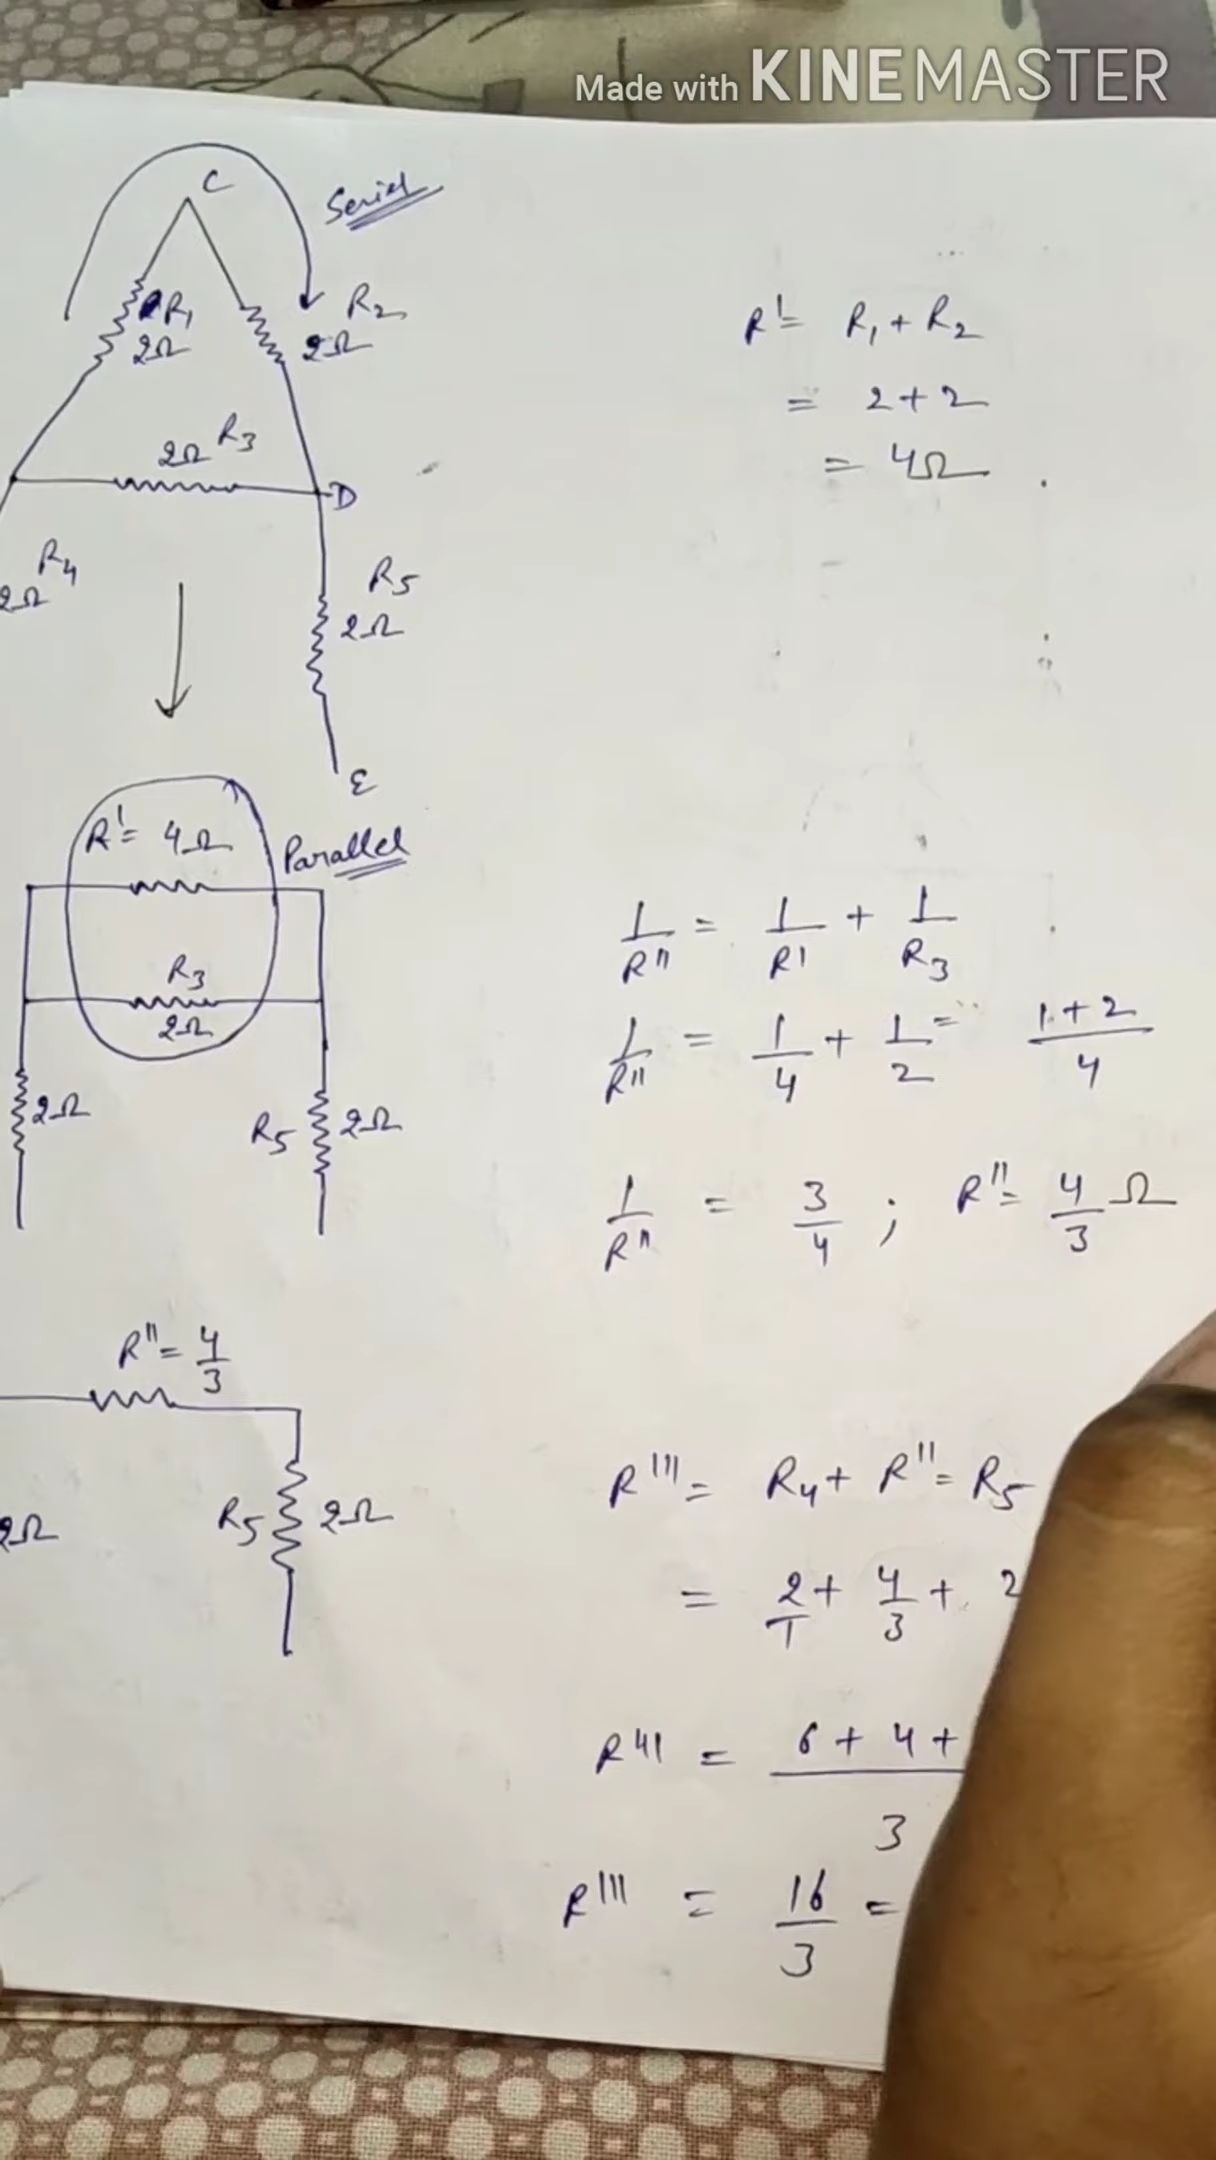 Made with KINEMASTER
C
Seriel
R1
2Ω
R2
2Ω
2Ω R3
D
R4
2Ω
R5
2Ω
E
R' = R1 + R2
= 2+2
= 4Ω
R' = 4Ω
Parallel
R3
2Ω
2Ω
R5 2Ω
1/R" = 1/R' + 1/R3
1/R" = 1/4 + 1/2 = 1+2/4
1/R" = 3/4 ; R" = 4/3 Ω
R" = 4/3
2Ω
R5 2Ω
R''' = R4 + R" = R5
= 2/1 + 4/3 + 2
R''' = 6 + 4 + / 3
R''' = 16/3 =